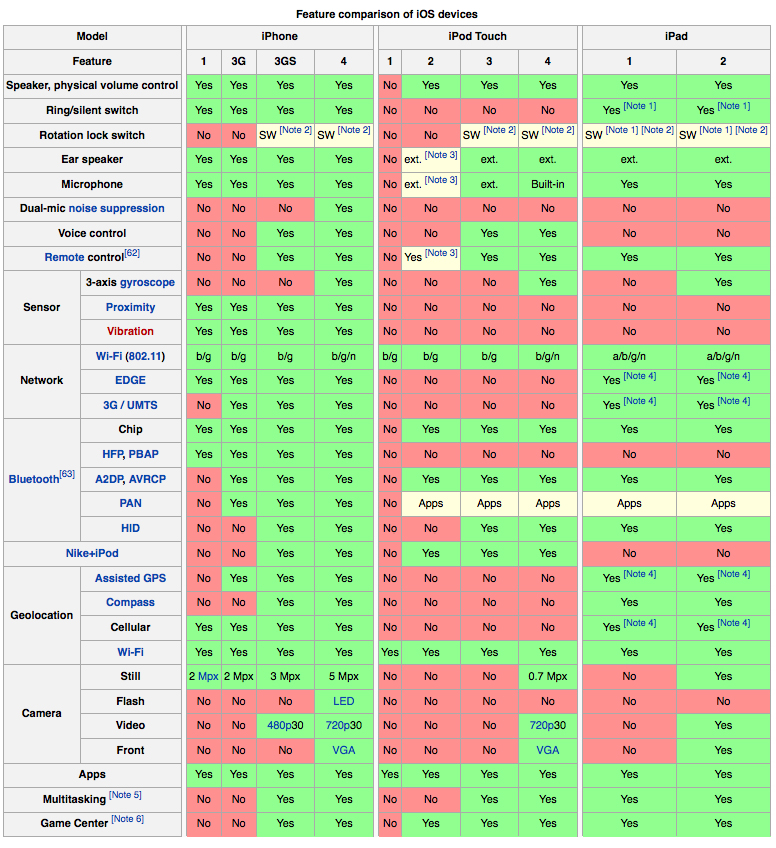 Feature comparison of iOS devices
Model iPhone iPod Touch iPad
Feature 1 3G 3GS 4 1 2 3 4 1 2
Speaker, physical volume control Yes Yes Yes Yes No Yes Yes Yes Yes Yes
Ring/silent switch Yes Yes Yes Yes No No No No Yes [Note 1] Yes [Note 1]
Rotation lock switch No No SW [Note 2] SW [Note 2] No No SW [Note 2] SW [Note 2] SW [Note 1] [Note 2] SW [Note 1] [Note 2]
Ear speaker Yes Yes Yes Yes No ext. [Note 3] ext. ext. ext. ext.
Microphone Yes Yes Yes Yes No ext. [Note 3] ext. Built-in Yes Yes
Dual-mic noise suppression No No No Yes No No No No No No
Voice control No No Yes Yes No No Yes Yes No No
Remote control[62] No No Yes Yes No Yes [Note 3] Yes Yes Yes Yes
Sensor 3-axis gyroscope No No No Yes No No No Yes No Yes
Proximity Yes Yes Yes Yes No No No No No No
Vibration Yes Yes Yes Yes No No No No No No
Network Wi-Fi (802.11) b/g b/g b/g b/g/n b/g b/g b/g b/g/n a/b/g/n a/b/g/n
EDGE Yes Yes Yes Yes No No No No Yes [Note 4] Yes [Note 4]
3G / UMTS No Yes Yes Yes No No No No Yes [Note 4] Yes [Note 4]
Bluetooth[63] Chip Yes Yes Yes Yes No Yes Yes Yes Yes Yes
HFP, PBAP Yes Yes Yes Yes No No No No No No
A2DP, AVRCP No Yes Yes Yes No Yes Yes Yes Yes Yes
PAN No Yes Yes Yes No Apps Apps Apps Apps Apps
HID No No Yes Yes No No Yes Yes Yes Yes
Nike+iPod No No Yes Yes No Yes Yes Yes No No
Geolocation Assisted GPS No Yes Yes Yes No No No No Yes [Note 4] Yes [Note 4]
Compass No No Yes Yes No No No No Yes Yes
Cellular Yes Yes Yes Yes No No No No Yes [Note 4] Yes [Note 4]
Wi-Fi Yes Yes Yes Yes Yes Yes Yes Yes Yes Yes
Camera Still 2 Mpx 2 Mpx 3 Mpx 5 Mpx No No No 0.7 Mpx No Yes
Flash No No No LED No No No No No No
Video No No 480p30 720p30 No No No 720p30 No Yes
Front No No No VGA No No No VGA No Yes
Apps Yes Yes Yes Yes Yes Yes Yes Yes Yes Yes
Multitasking [Note 5] No No Yes Yes No No Yes Yes Yes Yes
Game Center [Note 6] No No Yes Yes No Yes Yes Yes Yes Yes